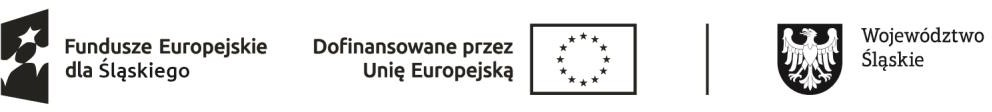 Fundusze Europejskie
dla Śląskiego
Dofinansowane przez
Unię Europejską
Województwo
Śląskie